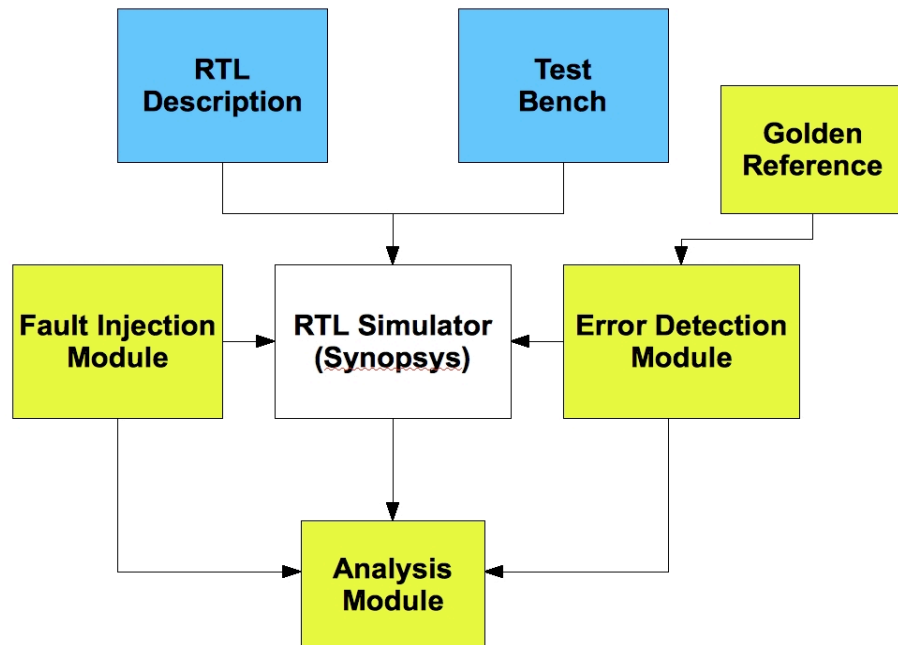 RTL
Description
Test
Bench
Golden
Reference
Fault Injection
Module
RTL Simulator
(Synopsys)
Error Detection
Module
Analysis
Module